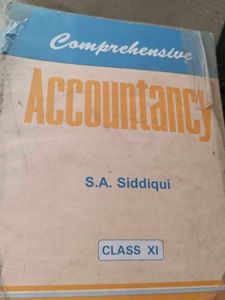 Comprehensive
Accountancy
S.A. Siddiqui
CLASS XI